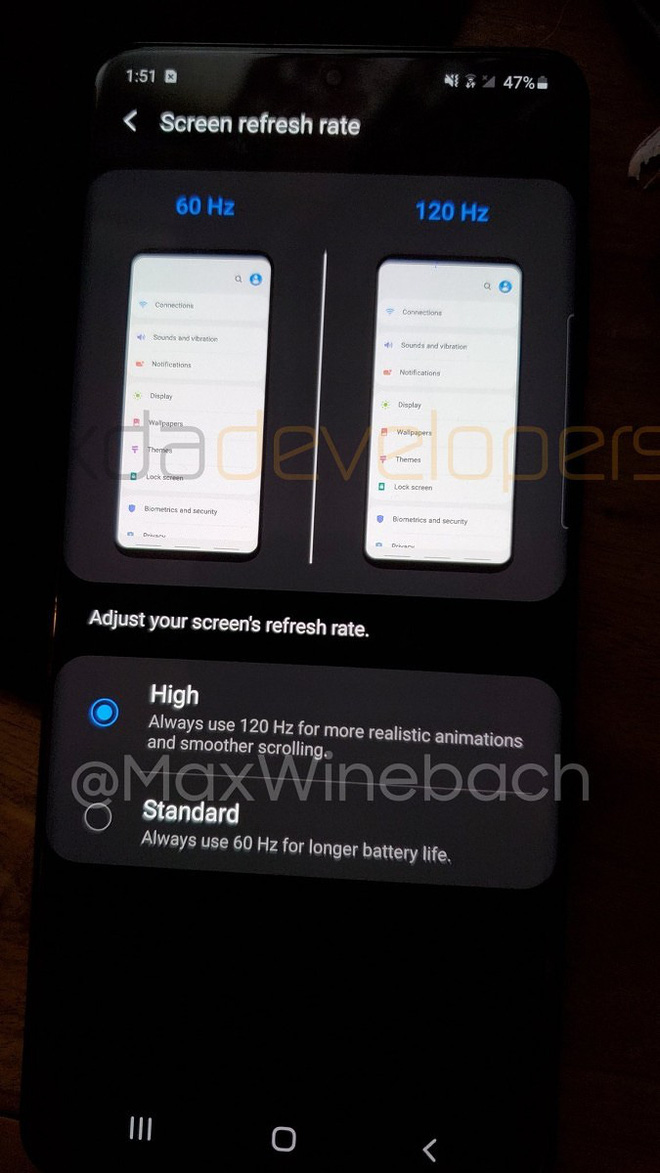 1:51
47%
Screen refresh rate
60 Hz
120 Hz
Connections
Sounds and vibration
Notifications
Display
Wallpapers
Themes
Lock screen
Biometrics and security
Privacy
Connections
Sounds and vibration
Notifications
Display
Wallpapers
Themes
Lock screen
Biometrics and security
Privacy
xdadevelopers
Adjust your screen's refresh rate.
High
Always use 120 Hz for more realistic animations
and smoother scrolling.
@MaxWinebach
Standard
Always use 60 Hz for longer battery life.